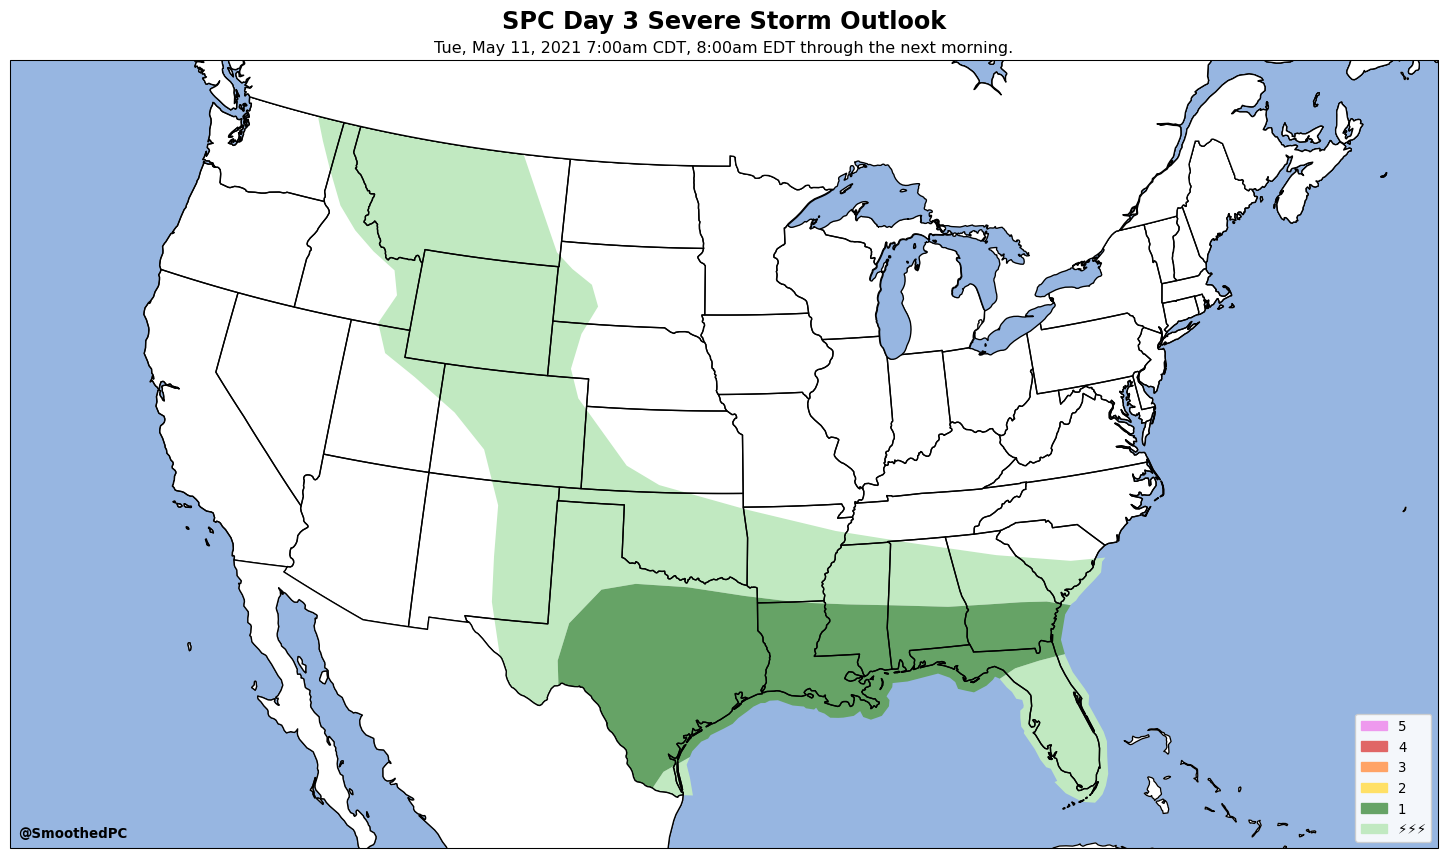 SPC Day 3 Severe Storm Outlook
Tue, May 11, 2021 7:00am CDT, 8:00am EDT through the next morning.
5
4
3
2
1
⚡⚡⚡
@SmoothedPC